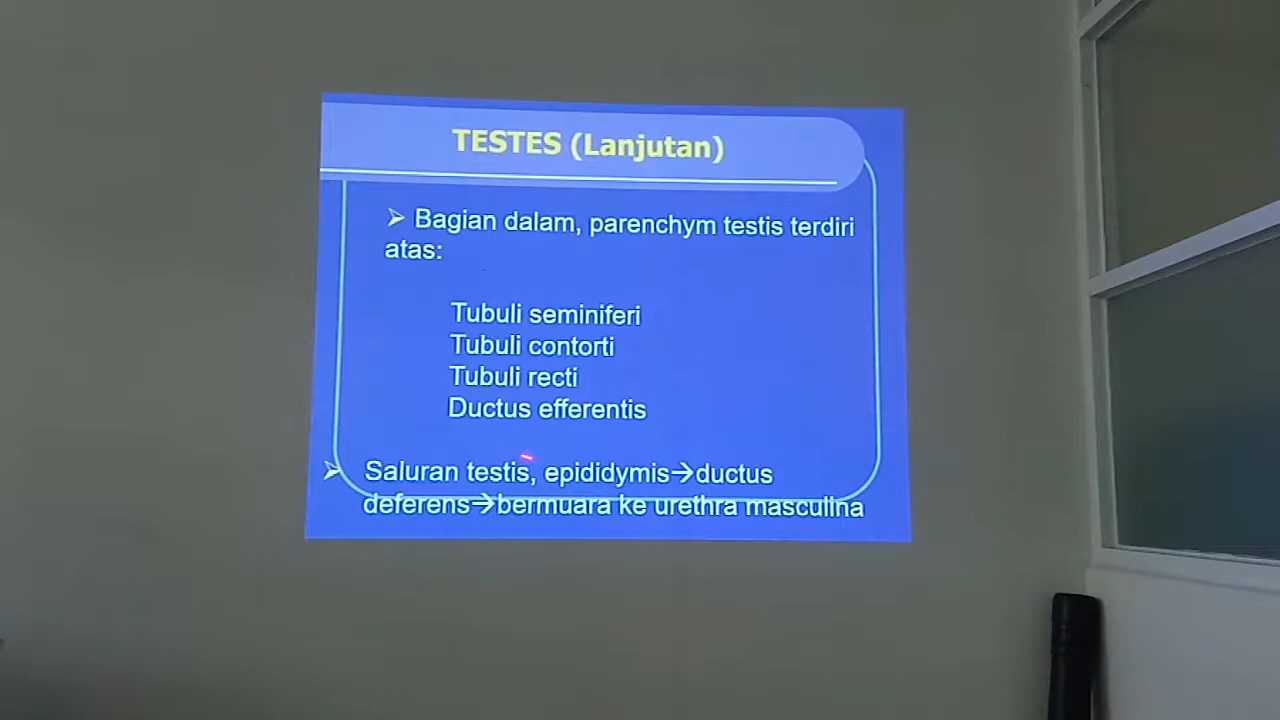 TESTES (Lanjutan)
➢ Bagian dalam, parenchym testis terdiri
atas:
Tubuli seminiferi
Tubuli contorti
Tubuli recti
Ductus efferentis
➢ Saluran testis, epididymis→ductus
deferens→bermuara ke urethra masculina